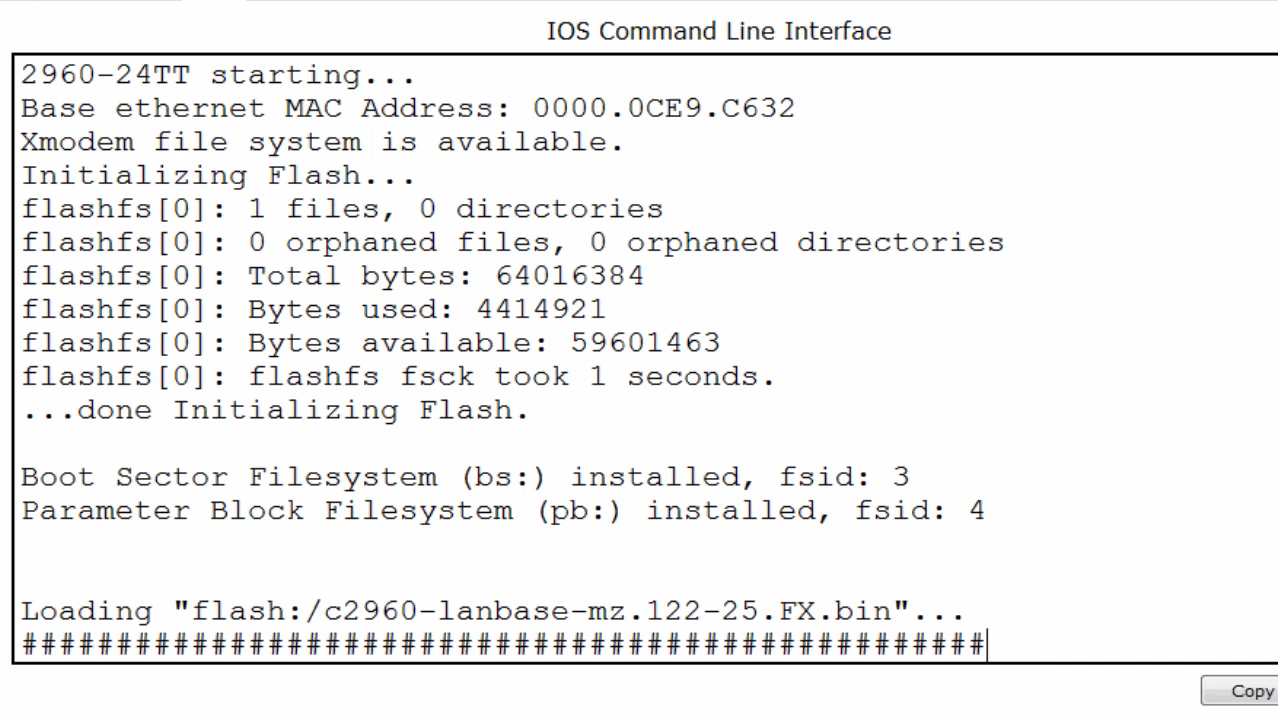 IOS Command Line Interface
2960-24TT starting...
Base ethernet MAC Address: 0000.0CE9.C632
Xmodem file system is available.
Initializing Flash...
flashfs[0]: 1 files, 0 directories
flashfs[0]: 0 orphaned files, 0 orphaned directories
flashfs[0]: Total bytes: 64016384
flashfs[0]: Bytes used: 4414921
flashfs[0]: Bytes available: 59601463
flashfs[0]: flashfs fsck took 1 seconds.
...done Initializing Flash.
Boot Sector Filesystem (bs:) installed, fsid: 3
Parameter Block Filesystem (pb:) installed, fsid: 4
Loading "flash:/c2960-lanbase-mz.122-25.FX.bin"...
###################################################
Copy